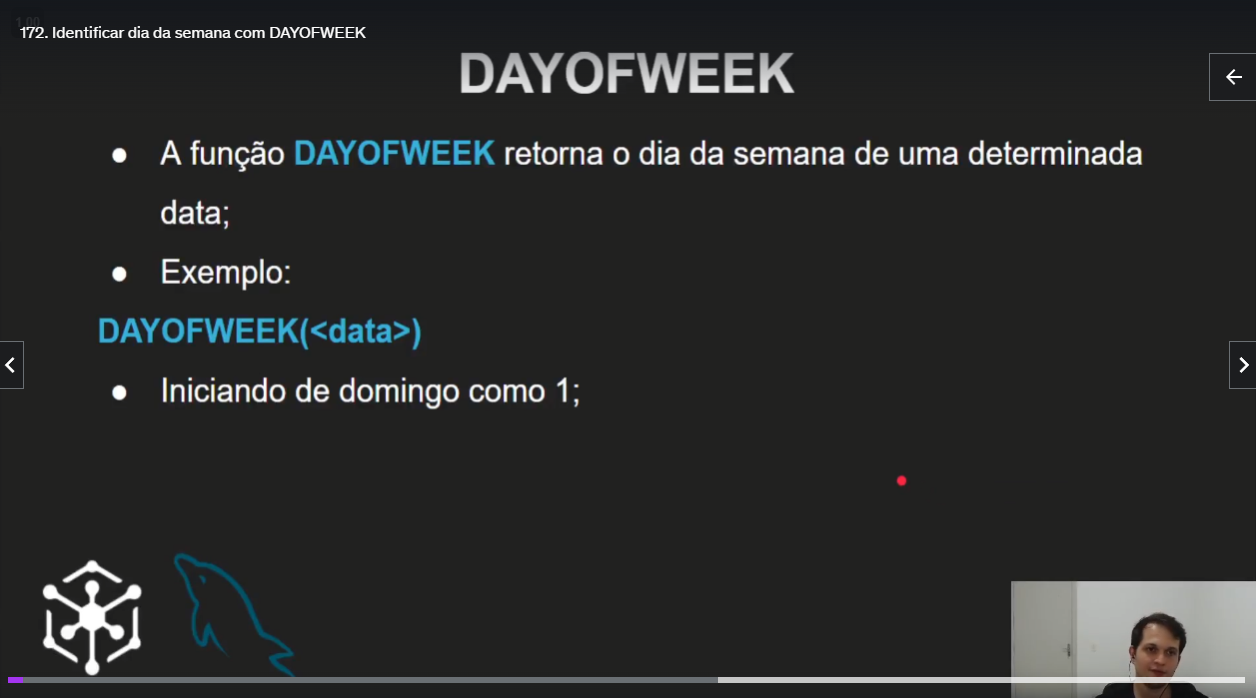 1.00
172. Identificar dia da semana com DAYOFWEEK
DAYOFWEEK
● A função DAYOFWEEK retorna o dia da semana de uma determinada
data;
● Exemplo:
DAYOFWEEK(<data>)
● Iniciando de domingo como 1;